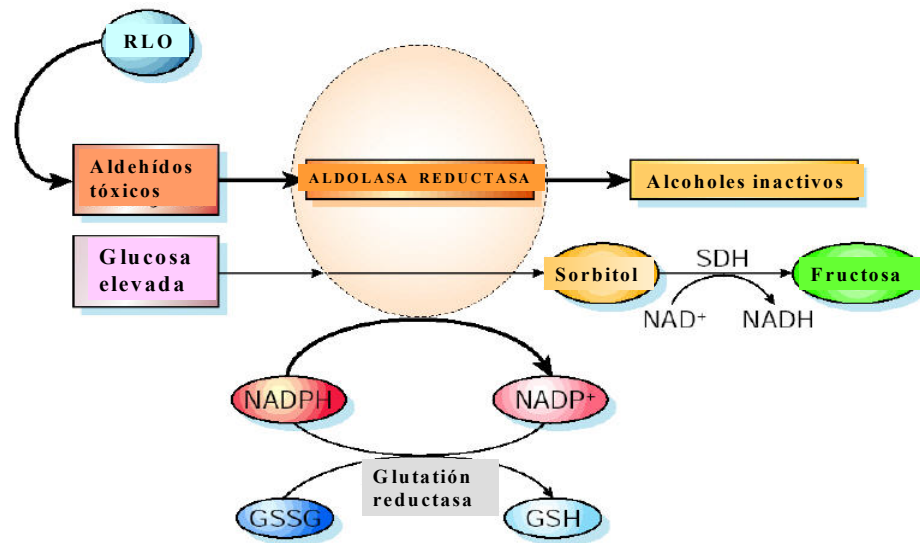 RLO
Aldehídos
tóxicos
ALDOLASA REDUCTASA
Alcoholes inactivos
Glucosa
elevada
Sorbitol
SDH
Fructosa
NAD⁺
NADH
NADPH
NADP⁺
Glutatión
reductasa
GSSG
GSH